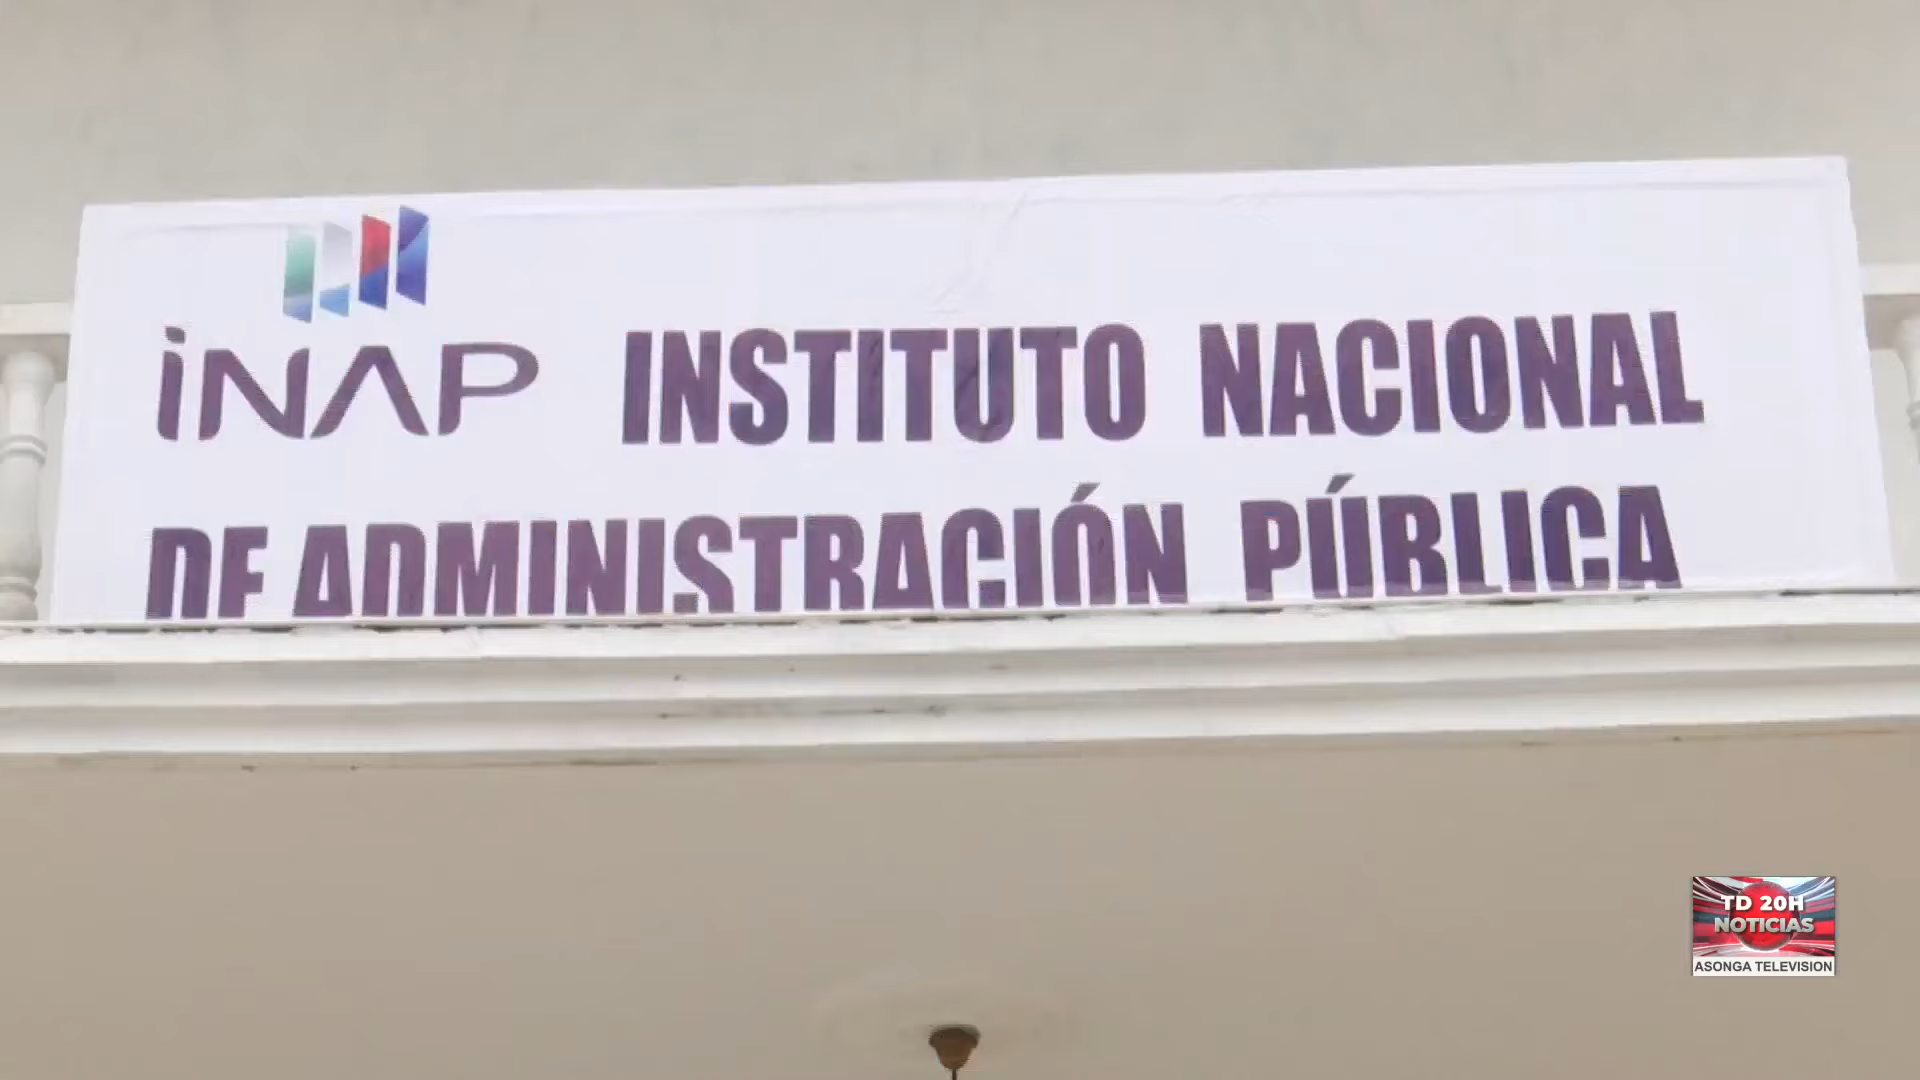 iNAP INSTITUTO NACIONAL
DE ADMINISTRACIÓN PÚBLICA
TD 20H
NOTICIAS
ASONGA TELEVISION